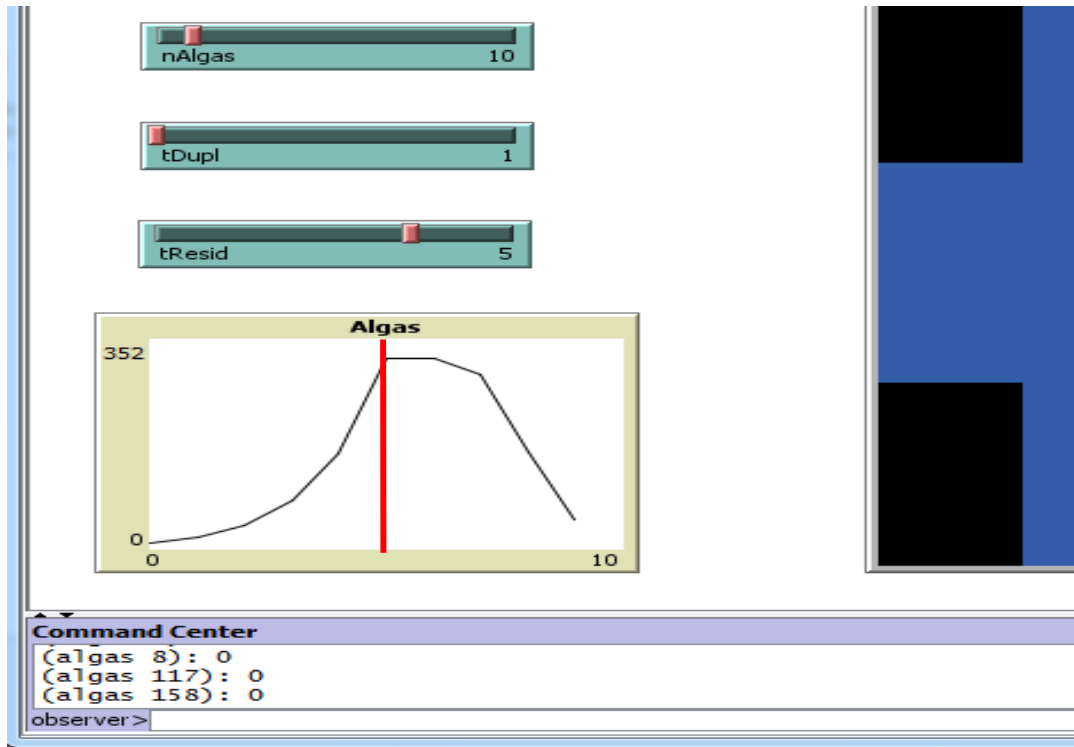 nAlgas 10
tDupl 1
tResid 5
Algas
352
0
0 10
Command Center
(algas 8): 0
(algas 117): 0
(algas 158): 0
observer>